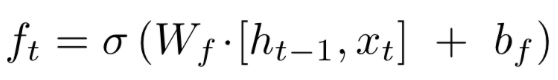 f_t = σ (W_f · [h_{t−1}, x_t] + b_f)